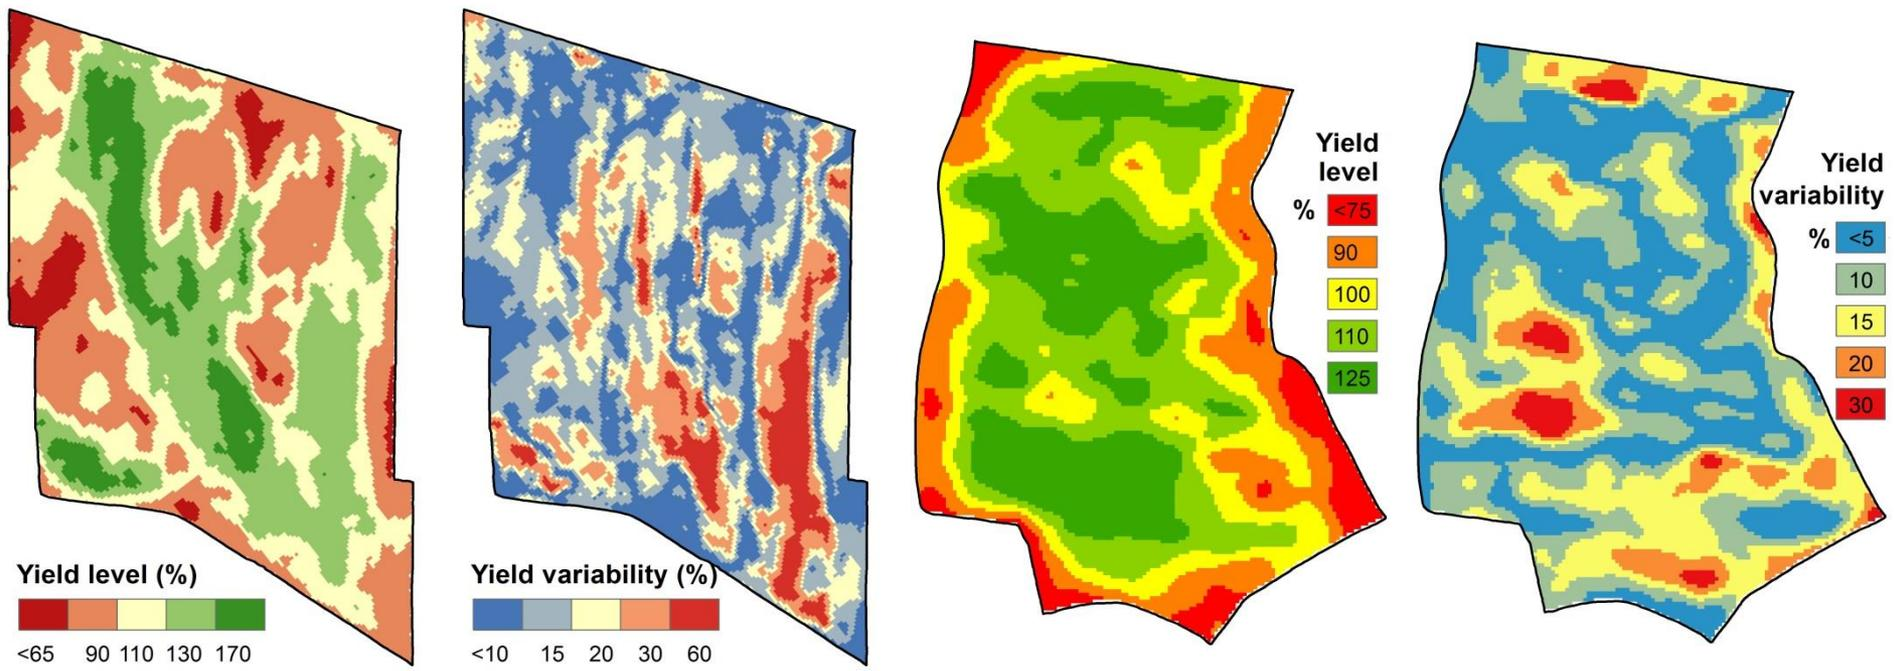 Yield level (%)
<65 90 110 130 170
Yield variability (%)
<10 15 20 30 60
Yield
level
% <75
90
100
110
125
Yield
variability
% <5
10
15
20
30